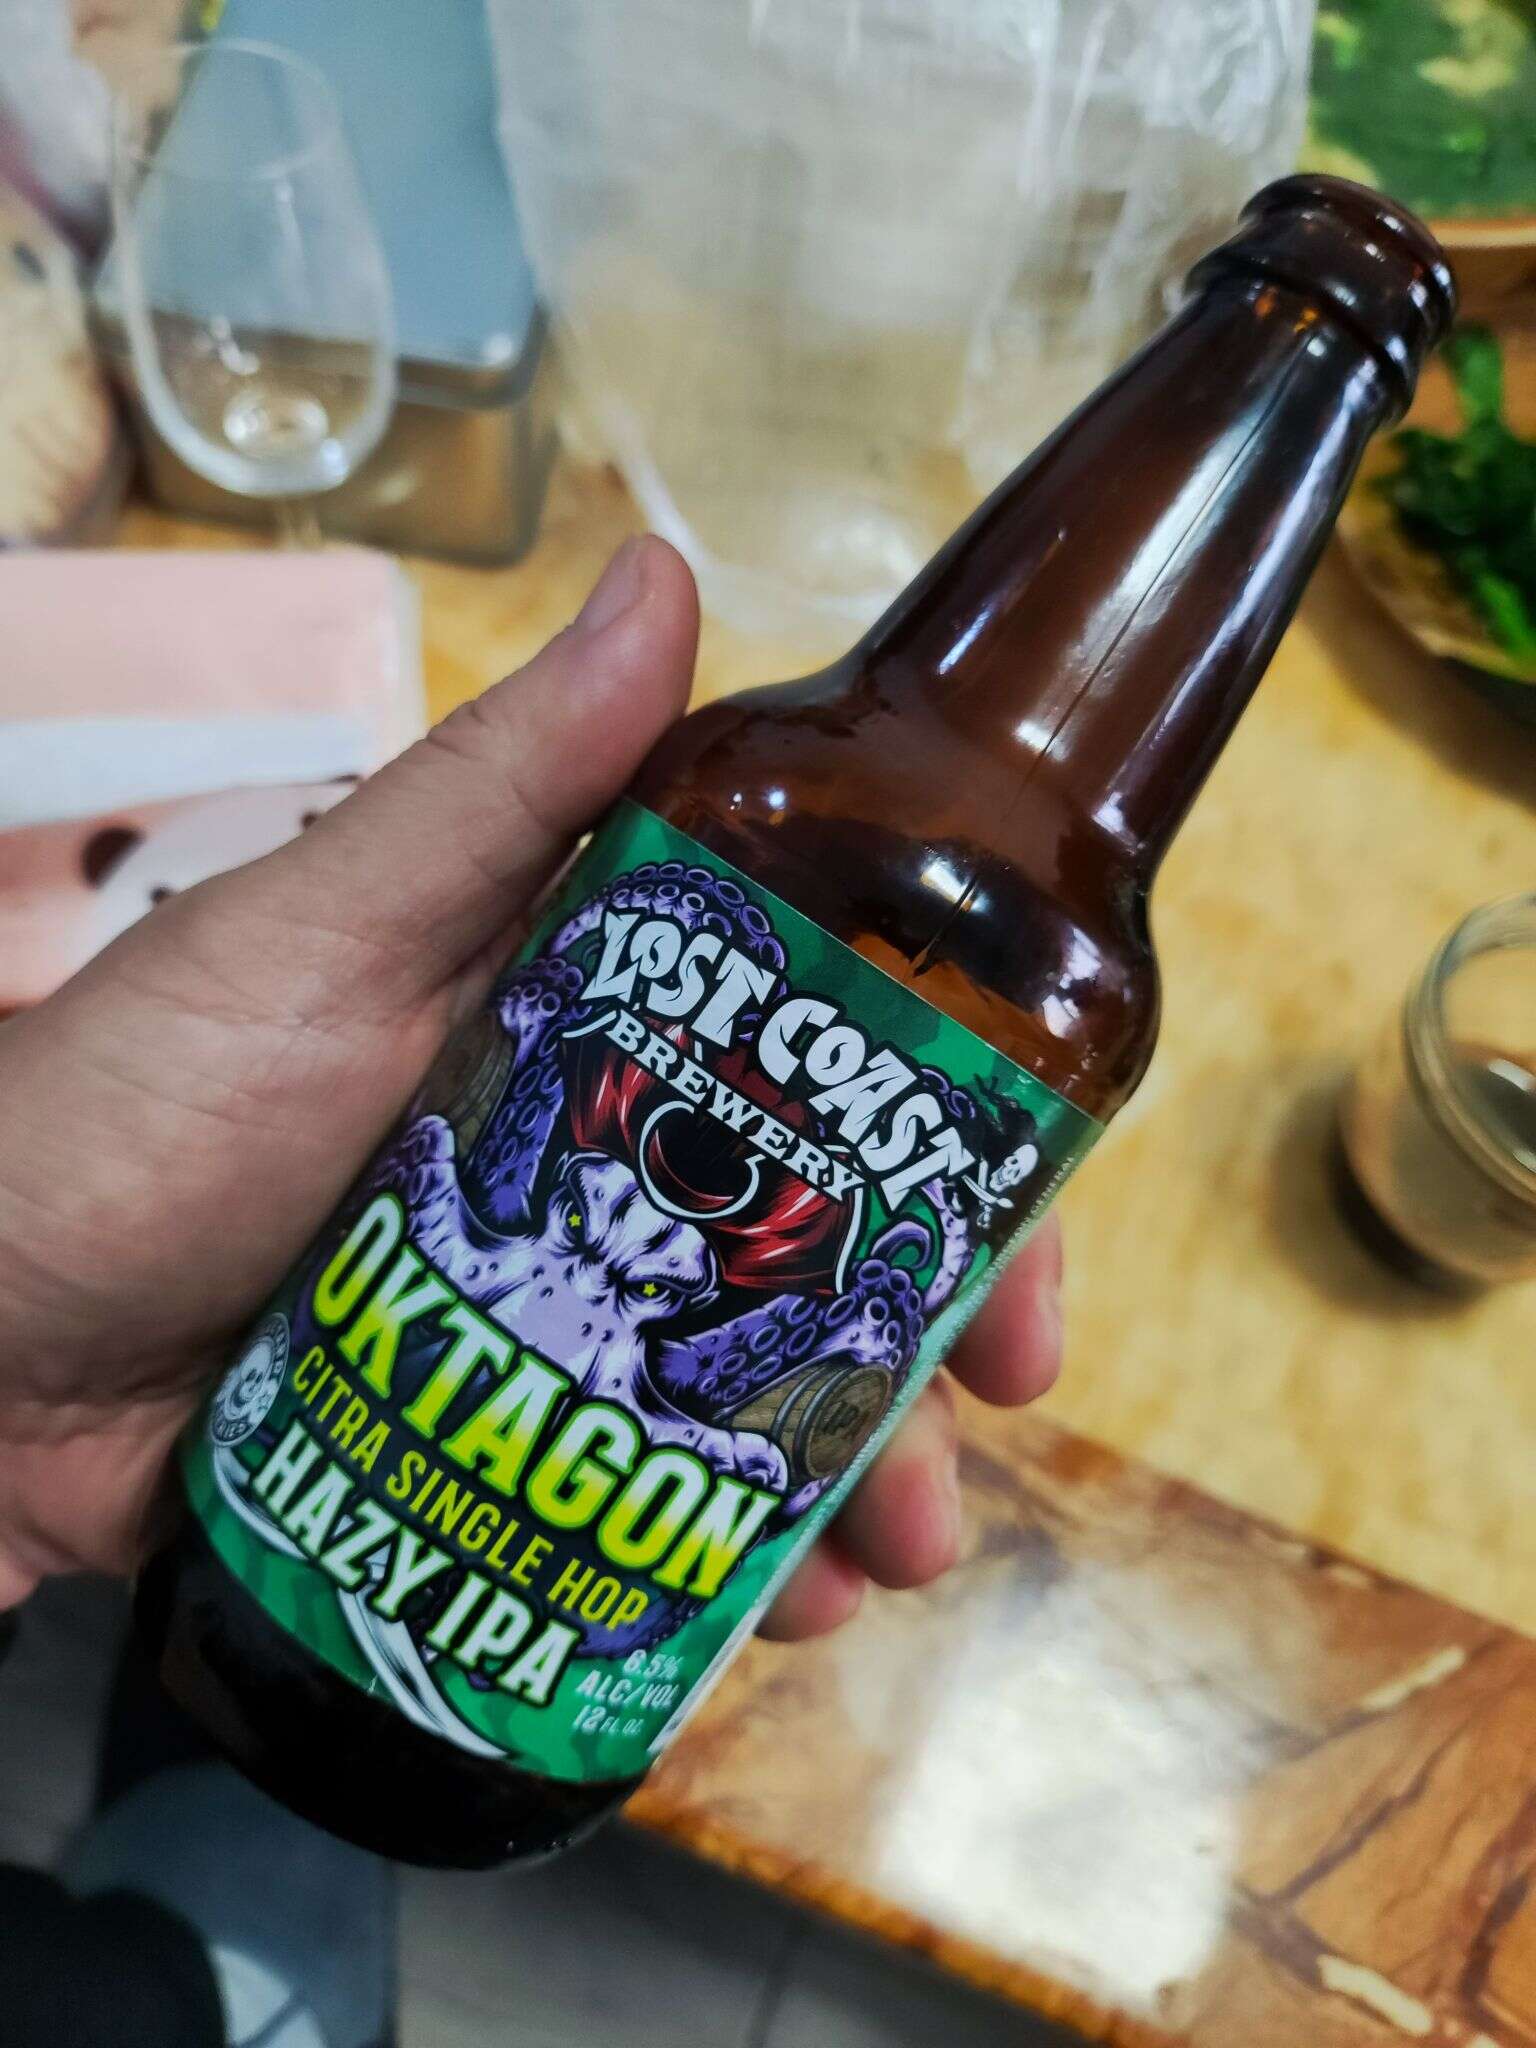 LOST COAST
BREWERY
OKTAGON
CITRA SINGLE HOP
HAZY IPA
6.5%
ALC/VOL
12 FL. OZ.